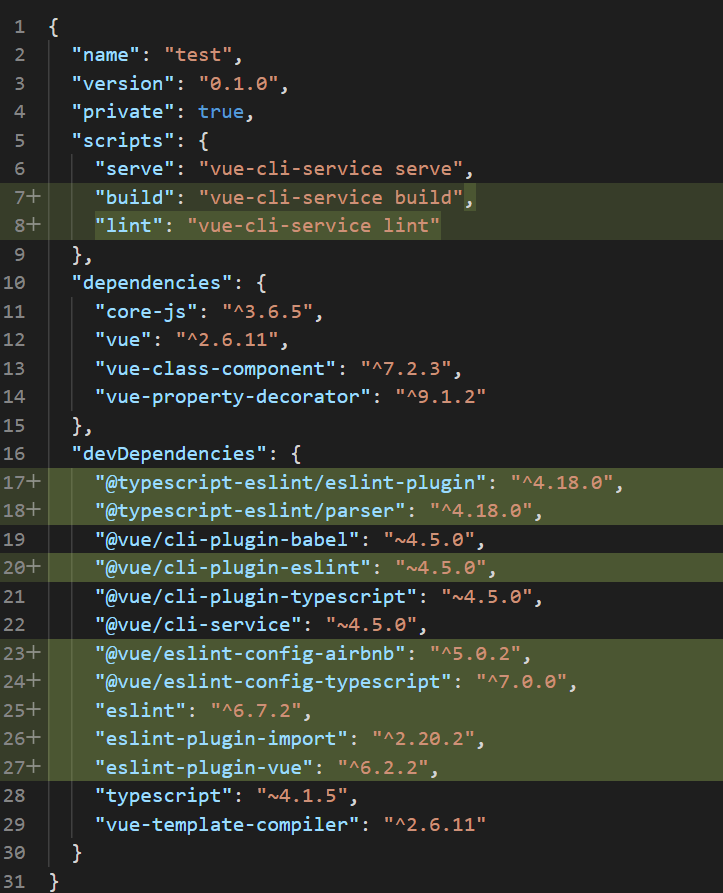 1 {
2   "name": "test",
3   "version": "0.1.0",
4   "private": true,
5   "scripts": {
6     "serve": "vue-cli-service serve",
7+     "build": "vue-cli-service build",
8+     "lint": "vue-cli-service lint"
9   },
10   "dependencies": {
11     "core-js": "^3.6.5",
12     "vue": "^2.6.11",
13     "vue-class-component": "^7.2.3",
14     "vue-property-decorator": "^9.1.2"
15   },
16   "devDependencies": {
17+     "@typescript-eslint/eslint-plugin": "^4.18.0",
18+     "@typescript-eslint/parser": "^4.18.0",
19     "@vue/cli-plugin-babel": "~4.5.0",
20+     "@vue/cli-plugin-eslint": "~4.5.0",
21     "@vue/cli-plugin-typescript": "~4.5.0",
22     "@vue/cli-service": "~4.5.0",
23+     "@vue/eslint-config-airbnb": "^5.0.2",
24+     "@vue/eslint-config-typescript": "^7.0.0",
25+     "eslint": "^6.7.2",
26+     "eslint-plugin-import": "^2.20.2",
27+     "eslint-plugin-vue": "^6.2.2",
28     "typescript": "~4.1.5",
29     "vue-template-compiler": "^2.6.11"
30   }
31 }